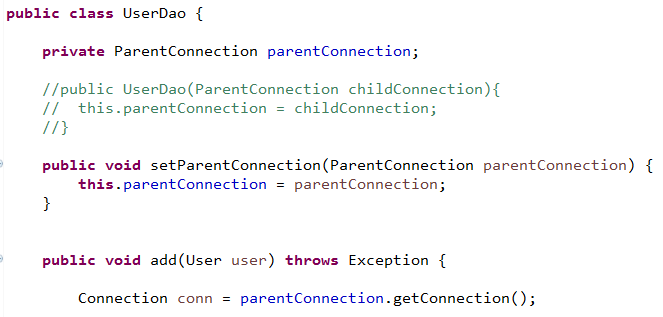 public class UserDao {
private ParentConnection parentConnection;
//public UserDao(ParentConnection childConnection){
//  this.parentConnection = childConnection;
//}
public void setParentConnection(ParentConnection parentConnection) {
this.parentConnection = parentConnection;
}
public void add(User user) throws Exception {
Connection conn = parentConnection.getConnection();